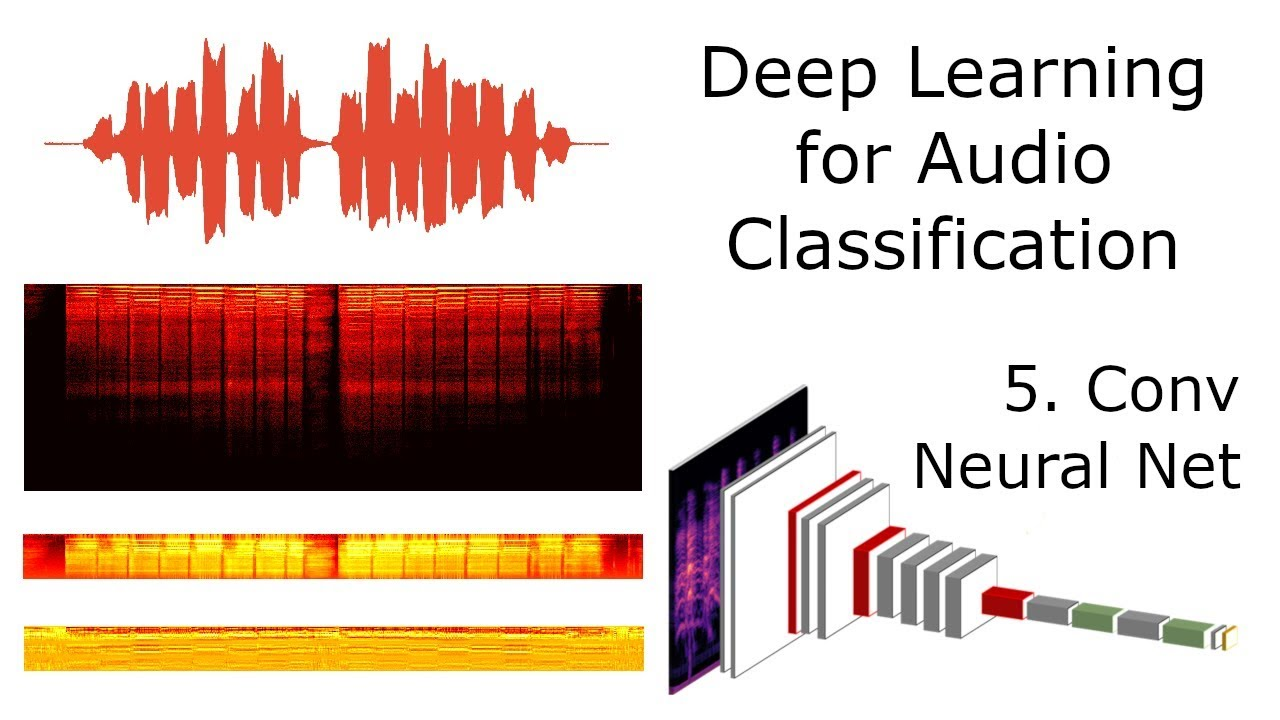 Deep Learning
for Audio
Classification
5. Conv
Neural Net